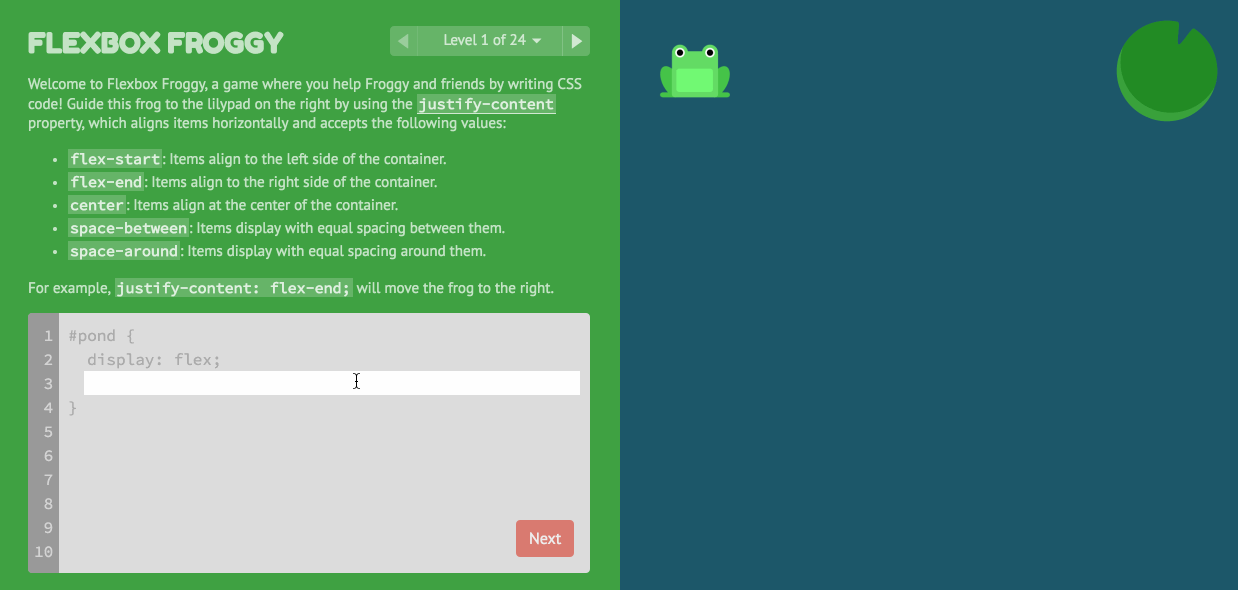 FLEXBOX FROGGY
Level 1 of 24
Welcome to Flexbox Froggy, a game where you help Froggy and friends by writing CSS
code! Guide this frog to the lilypad on the right by using the justify-content
property, which aligns items horizontally and accepts the following values:
• flex-start: Items align to the left side of the container.
• flex-end: Items align to the right side of the container.
• center: Items align at the center of the container.
• space-between: Items display with equal spacing between them.
• space-around: Items display with equal spacing around them.
For example, justify-content: flex-end; will move the frog to the right.
1 #pond {
2 display: flex;
3
4 }
5
6
7
8
9
10
Next